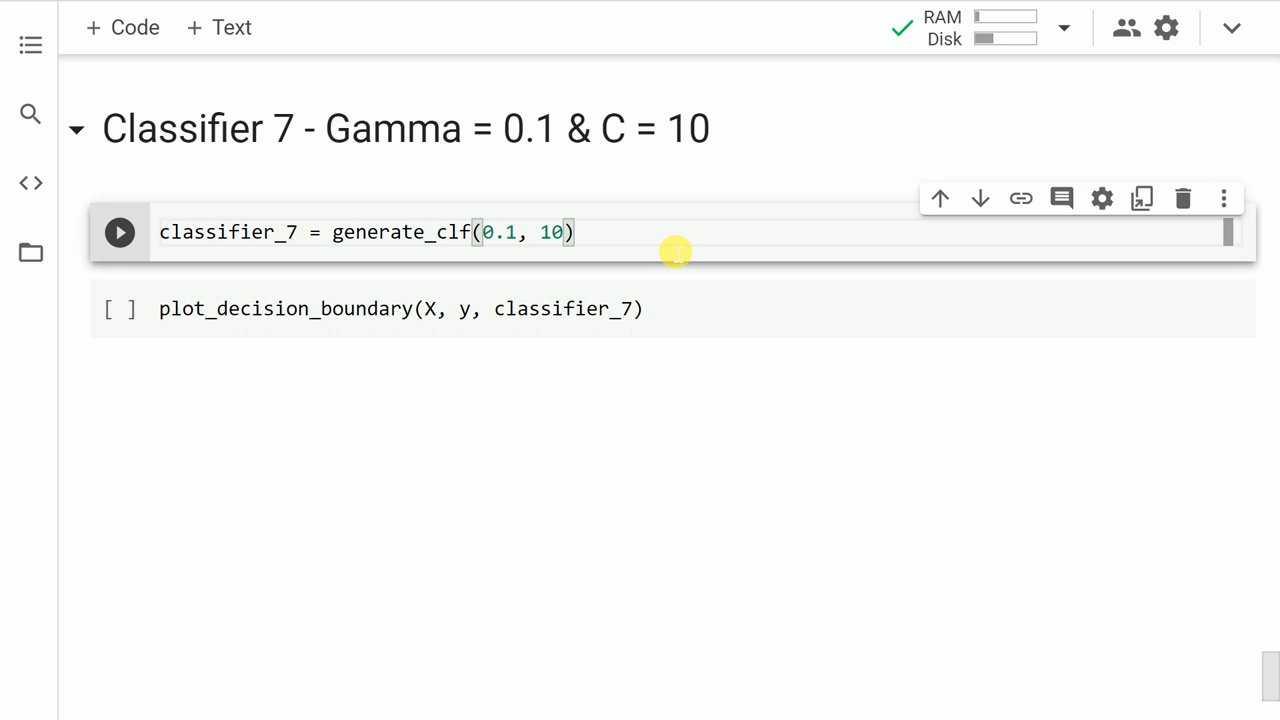 + Code + Text
RAM
Disk
Classifier 7 - Gamma = 0.1 & C = 10
classifier_7 = generate_clf(0.1, 10)
[ ] plot_decision_boundary(X, y, classifier_7)